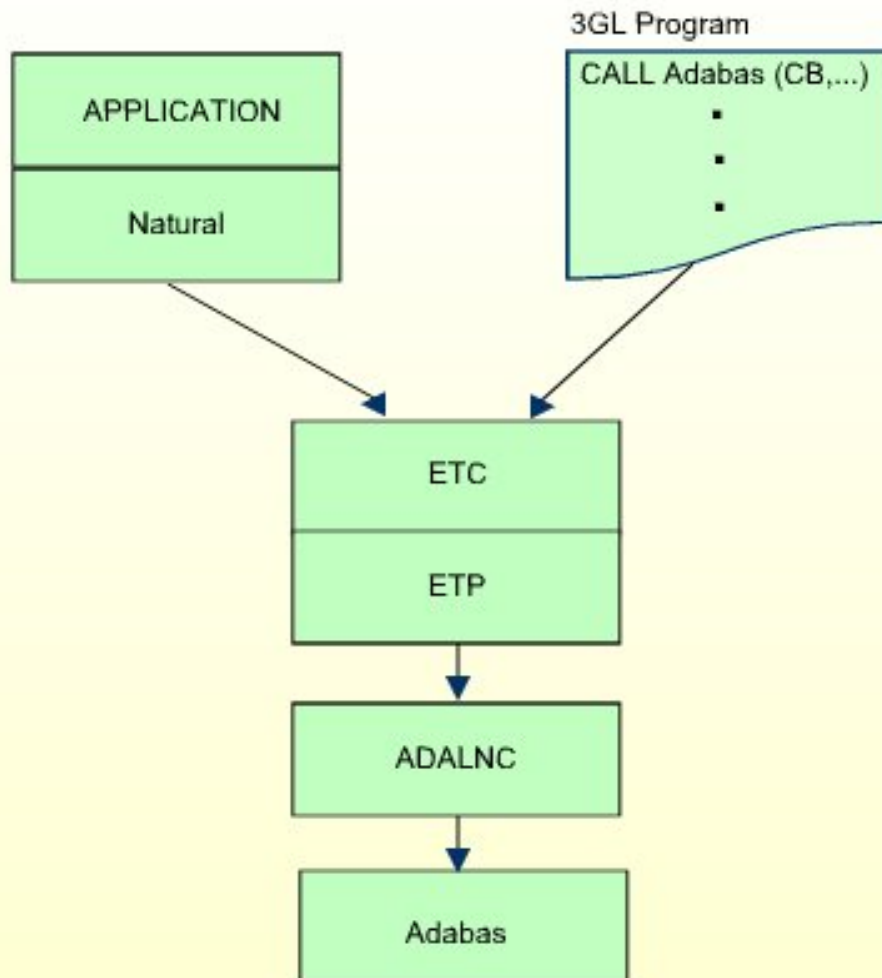 3GL Program
APPLICATION
CALL Adabas (CB,...)
Natural
ETC
ETP
ADALNC
Adabas